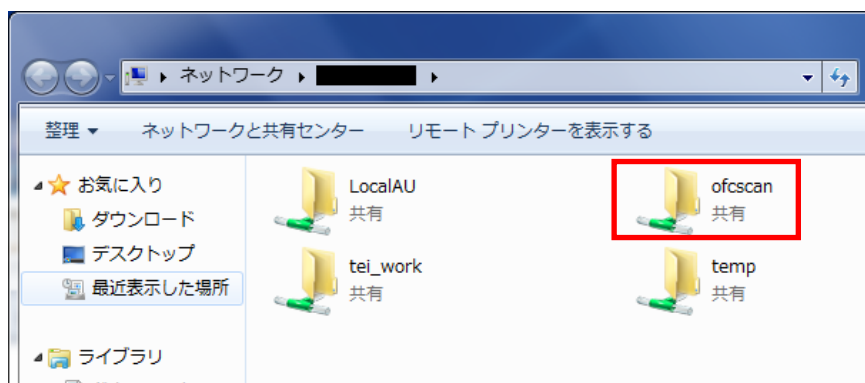 ネットワーク
整理 ネットワークと共有センター リモート プリンターを表示する
お気に入り
ダウンロード
デスクトップ
最近表示した場所
ライブラリ
LocalAU
共有
ofcscan
共有
tei_work
共有
temp
共有